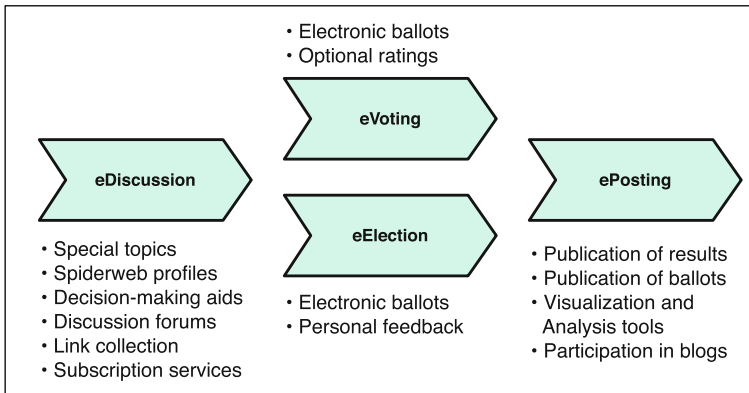 • Electronic ballots
• Optional ratings
eVoting
eDiscussion
ePosting
eElection
• Special topics
• Spiderweb profiles
• Decision-making aids
• Discussion forums
• Link collection
• Subscription services
• Electronic ballots
• Personal feedback
• Publication of results
• Publication of ballots
• Visualization and
Analysis tools
• Participation in blogs